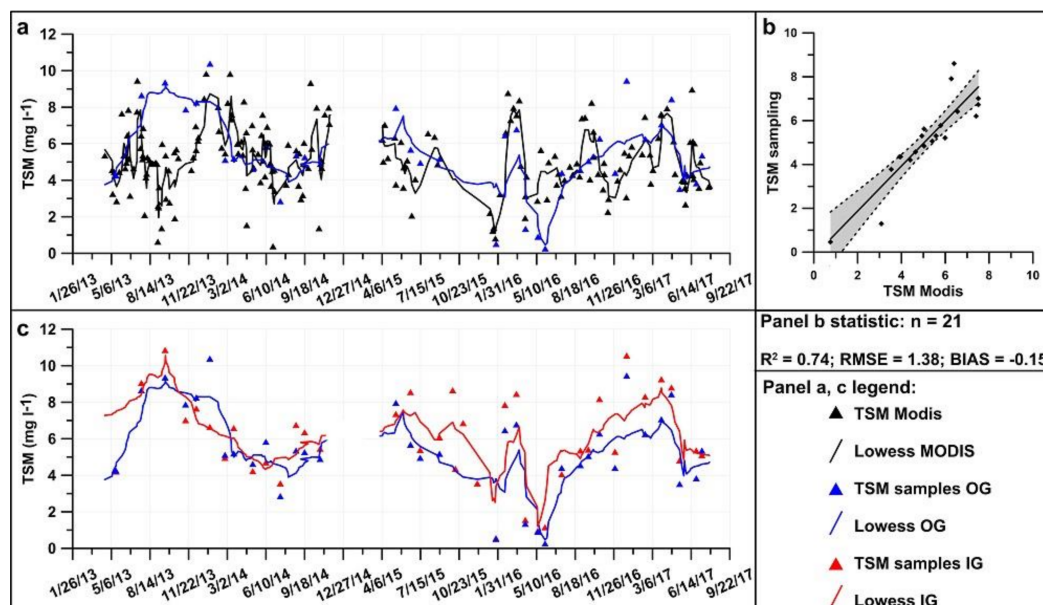 a
12
10
8
6
4
2
0
TSM (mg l-1)
1/26/13 5/6/13 8/14/13 11/22/13 3/2/14 6/10/14 9/18/14 12/27/14 4/6/15 7/15/15 10/23/15 1/31/16 5/10/16 8/18/16 11/26/16 3/6/17 6/14/17 9/22/17
b
10
8
6
4
2
0
TSM sampling
0 2 4 6 8 10
TSM Modis
c
12
10
8
6
4
2
0
TSM (mg l-1)
1/26/13 5/6/13 8/14/13 11/22/13 3/2/14 6/10/14 9/18/14 12/27/14 4/6/15 7/15/15 10/23/15 1/31/16 5/10/16 8/18/16 11/26/16 3/6/17 6/14/17 9/22/17
Panel b statistic: n = 21
R² = 0.74; RMSE = 1.38; BIAS = -0.15
Panel a, c legend:
TSM Modis
Lowess MODIS
TSM samples OG
Lowess OG
TSM samples IG
Lowess IG